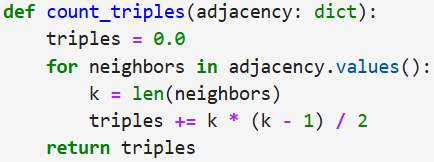 def count_triples(adjacency: dict):
    triples = 0.0
    for neighbors in adjacency.values():
        k = len(neighbors)
        triples += k * (k - 1) / 2
    return triples